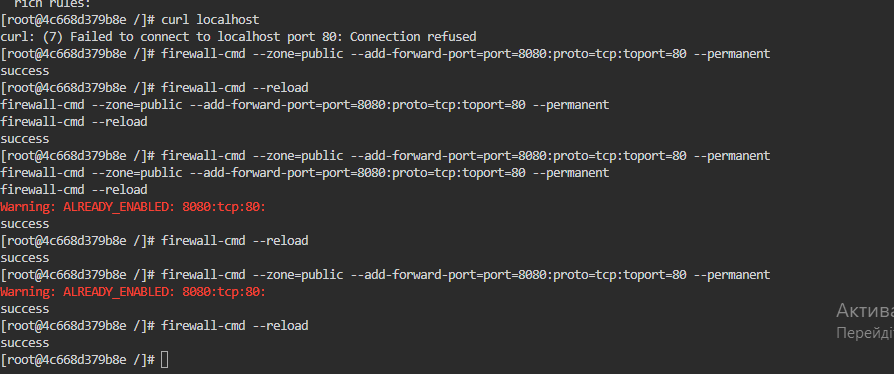 rich rules:
[root@4c668d379b8e /]# curl localhost
curl: (7) Failed to connect to localhost port 80: Connection refused
[root@4c668d379b8e /]# firewall-cmd --zone=public --add-forward-port=port=8080:proto=tcp:toport=80 --permanent
success
[root@4c668d379b8e /]# firewall-cmd --reload
firewall-cmd --zone=public --add-forward-port=port=8080:proto=tcp:toport=80 --permanent
firewall-cmd --reload
success
[root@4c668d379b8e /]# firewall-cmd --zone=public --add-forward-port=port=8080:proto=tcp:toport=80 --permanent
firewall-cmd --zone=public --add-forward-port=port=8080:proto=tcp:toport=80 --permanent
firewall-cmd --reload
Warning: ALREADY_ENABLED: 8080:tcp:80:
success
[root@4c668d379b8e /]# firewall-cmd --reload
success
[root@4c668d379b8e /]# firewall-cmd --zone=public --add-forward-port=port=8080:proto=tcp:toport=80 --permanent
Warning: ALREADY_ENABLED: 8080:tcp:80:
success
[root@4c668d379b8e /]# firewall-cmd --reload
success
[root@4c668d379b8e /]#
Актива
Перейді